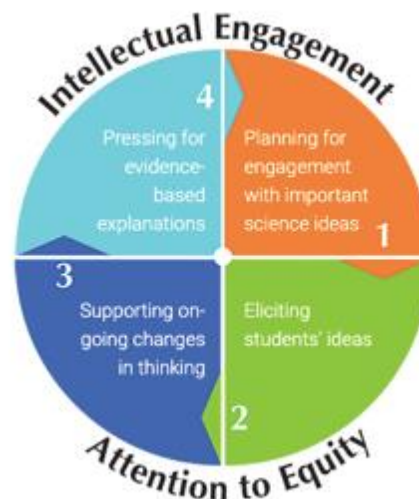 Intellectual Engagement
4
Pressing for
evidence-
based
explanations
Planning for
engagement
with important
science ideas
1
3
Supporting on-
going changes
in thinking
Eliciting
students' ideas
2
Attention to Equity